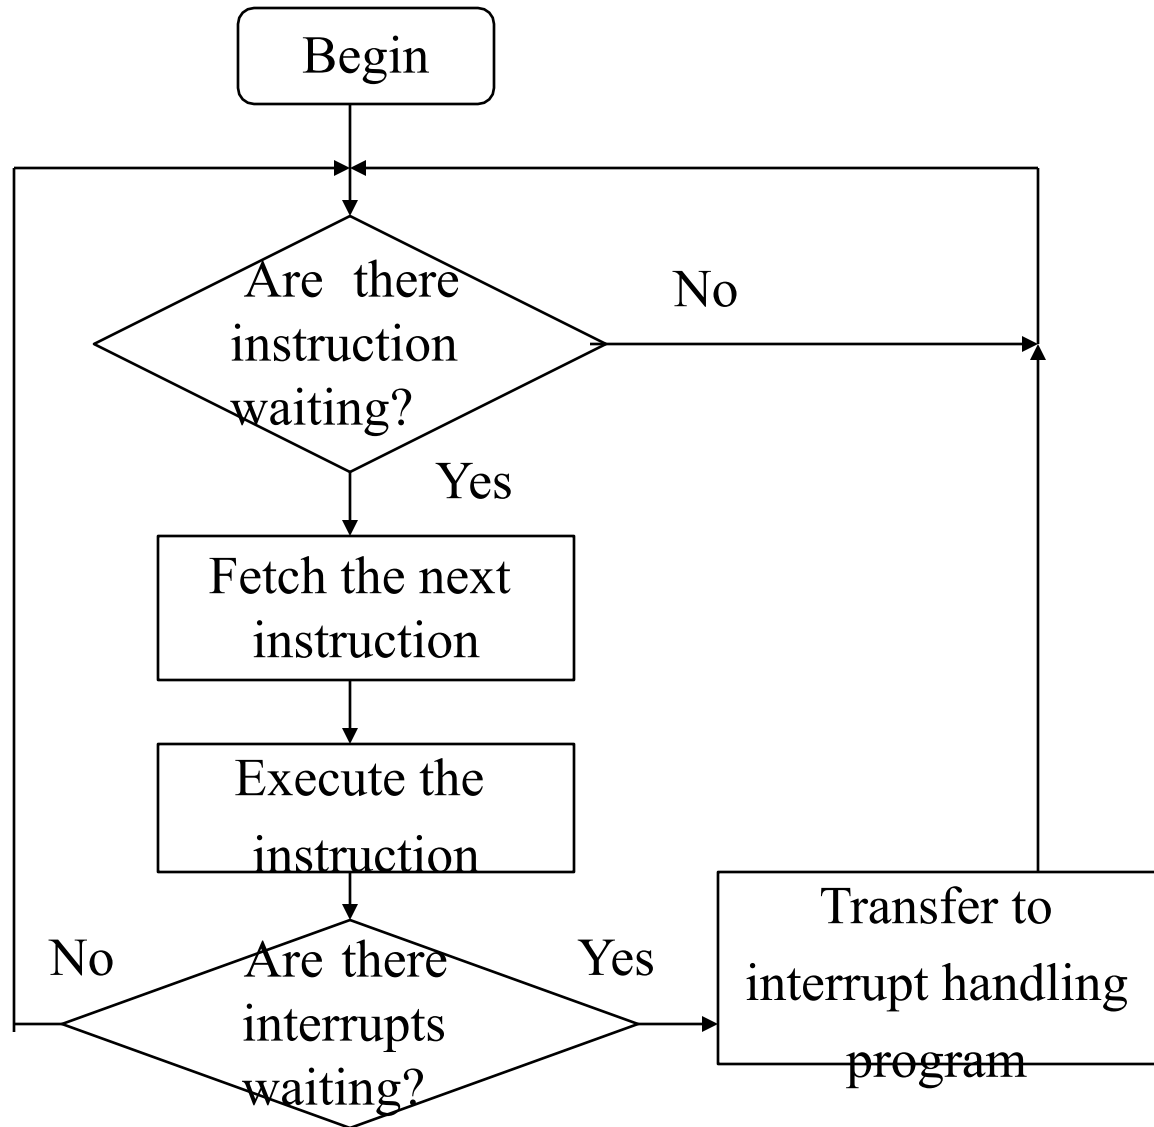 Begin
Are there
instruction
waiting?
No
Yes
Fetch the next
instruction
Execute the
instruction
No
Are there
interrupts
waiting?
Yes
Transfer to
interrupt handling
program